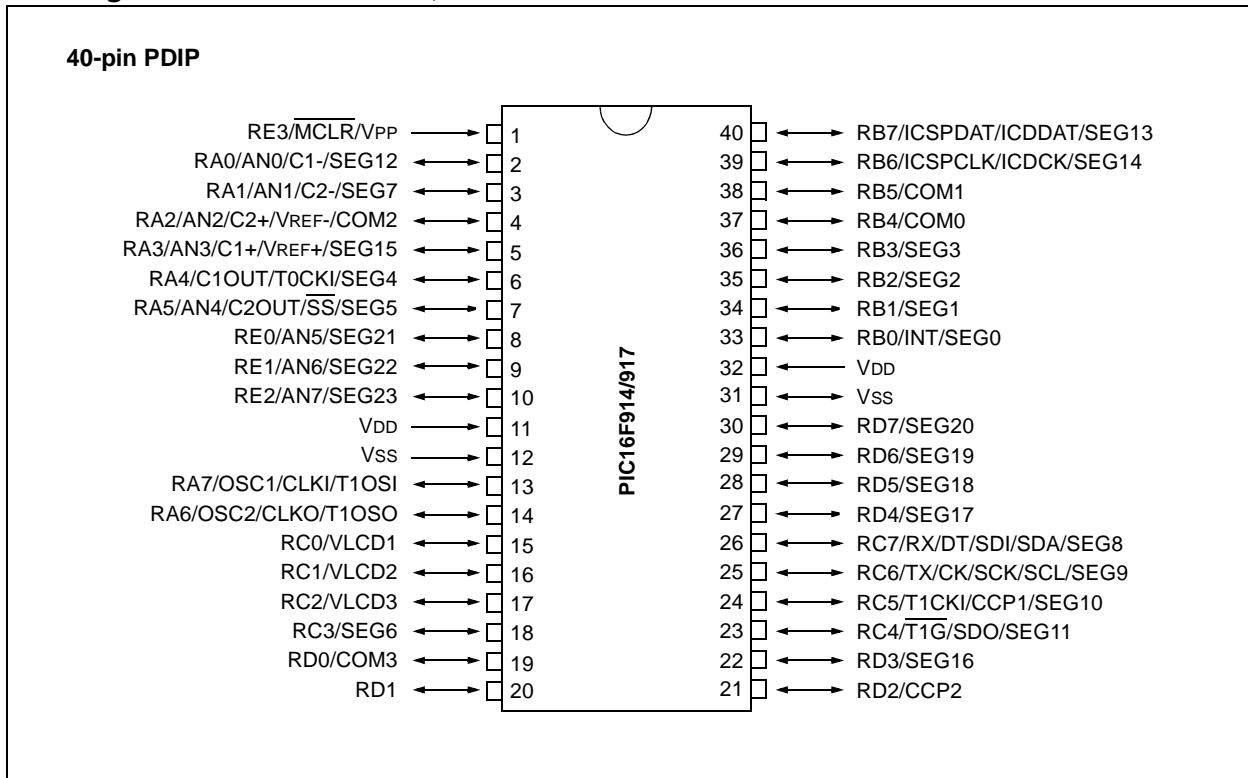 40-pin PDIP
RE3/MCLR/VPP 1
RA0/AN0/C1-/SEG12 2
RA1/AN1/C2-/SEG7 3
RA2/AN2/C2+/VREF-/COM2 4
RA3/AN3/C1+/VREF+/SEG15 5
RA4/C1OUT/T0CKI/SEG4 6
RA5/AN4/C2OUT/SS/SEG5 7
RE0/AN5/SEG21 8
RE1/AN6/SEG22 9
RE2/AN7/SEG23 10
VDD 11
VSS 12
RA7/OSC1/CLKI/T1OSI 13
RA6/OSC2/CLKO/T1OSO 14
RC0/VLCD1 15
RC1/VLCD2 16
RC2/VLCD3 17
RC3/SEG6 18
RD0/COM3 19
RD1 20
PIC16F914/917
40 RB7/ICSPDAT/ICDDAT/SEG13
39 RB6/ICSPCLK/ICDCK/SEG14
38 RB5/COM1
37 RB4/COM0
36 RB3/SEG3
35 RB2/SEG2
34 RB1/SEG1
33 RB0/INT/SEG0
32 VDD
31 VSS
30 RD7/SEG20
29 RD6/SEG19
28 RD5/SEG18
27 RD4/SEG17
26 RC7/RX/DT/SDI/SDA/SEG8
25 RC6/TX/CK/SCK/SCL/SEG9
24 RC5/T1CKI/CCP1/SEG10
23 RC4/T1G/SDO/SEG11
22 RD3/SEG16
21 RD2/CCP2